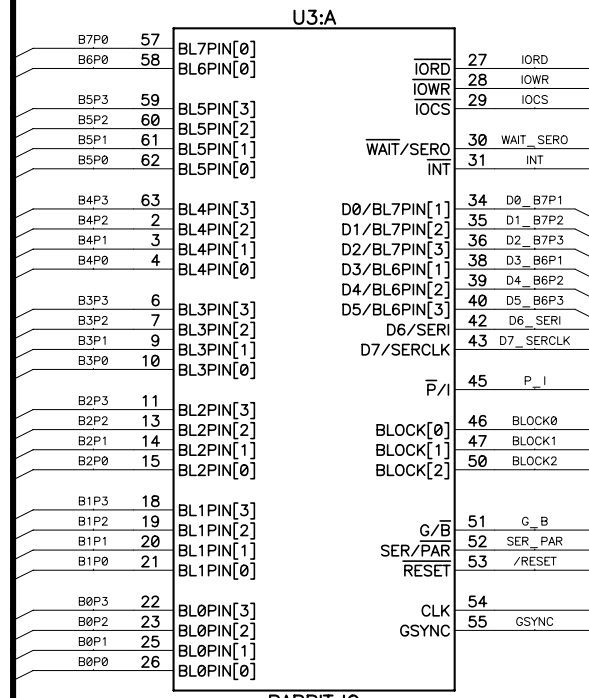 U3:A
B7P0 57 BL7PIN[0]
B6P0 58 BL6PIN[0]
B5P3 59 BL5PIN[3]
B5P2 60 BL5PIN[2]
B5P1 61 BL5PIN[1]
B5P0 62 BL5PIN[0]
B4P3 63 BL4PIN[3]
B4P2 2 BL4PIN[2]
B4P1 3 BL4PIN[1]
B4P0 4 BL4PIN[0]
B3P3 6 BL3PIN[3]
B3P2 7 BL3PIN[2]
B3P1 9 BL3PIN[1]
B3P0 10 BL3PIN[0]
B2P3 11 BL2PIN[3]
B2P2 13 BL2PIN[2]
B2P1 14 BL2PIN[1]
B2P0 15 BL2PIN[0]
B1P3 18 BL1PIN[3]
B1P2 19 BL1PIN[2]
B1P1 20 BL1PIN[1]
B1P0 21 BL1PIN[0]
B0P3 22 BL0PIN[3]
B0P2 23 BL0PIN[2]
B0P1 25 BL0PIN[1]
B0P0 26 BL0PIN[0]
IORD 27 IORD
IOWR 28 IOWR
IOCS 29 IOCS
WAIT/SERO 30 WAIT_SERO
INT 31 INT
D0/BL7PIN[1] 34 D0_B7P1
D1/BL7PIN[2] 35 D1_B7P2
D2/BL7PIN[3] 36 D2_B7P3
D3/BL6PIN[1] 38 D3_B6P1
D4/BL6PIN[2] 39 D4_B6P2
D5/BL6PIN[3] 40 D5_B6P3
D6/SERI 42 D6_SERI
D7/SERCLK 43 D7_SERCLK
P/I 45 P_I
BLOCK[0] 46 BLOCK0
BLOCK[1] 47 BLOCK1
BLOCK[2] 50 BLOCK2
G/B 51 G_B
SER/PAR 52 SER_PAR
RESET 53 /RESET
CLK 54
GSYNC 55 GSYNC